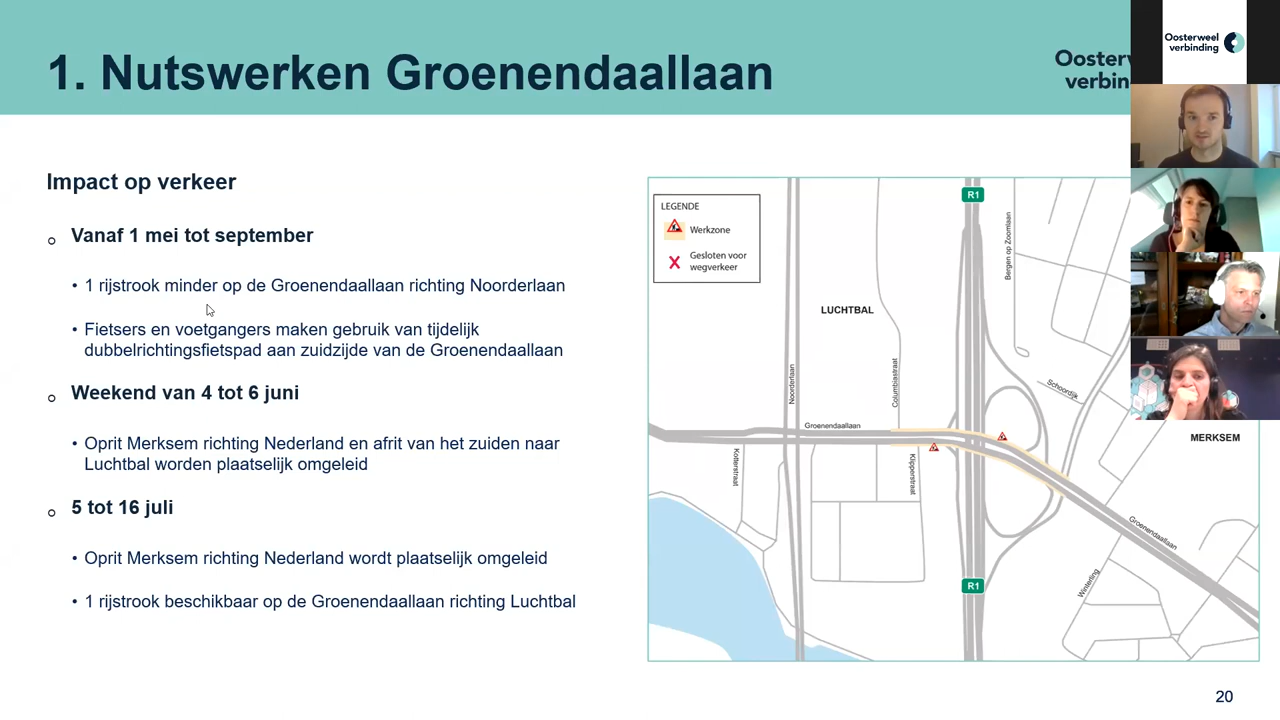 1. Nutswerken Groenendaallaan
Oosterweel
verbinding
Impact op verkeer
Vanaf 1 mei tot september
• 1 rijstrook minder op de Groenendaallaan richting Noorderlaan
• Fietsers en voetgangers maken gebruik van tijdelijk
dubbelrichtingsfietspad aan zuidzijde van de Groenendaallaan
Weekend van 4 tot 6 juni
• Oprit Merksem richting Nederland en afrit van het zuiden naar
Luchtbal worden plaatselijk omgeleid
5 tot 16 juli
• Oprit Merksem richting Nederland wordt plaatselijk omgeleid
• 1 rijstrook beschikbaar op de Groenendaallaan richting Luchtbal
LEGENDE
Werkzone
Gesloten voor
wegverkeer
R1
Bergen op Zoomlaan
LUCHTBAL
Noorderlaan
Columbiastraat
Schoordijk
Groenendaallaan
MERKSEM
Kotterstraat
Klipperstraat
Groenendaallaan
Winterling
R1
20